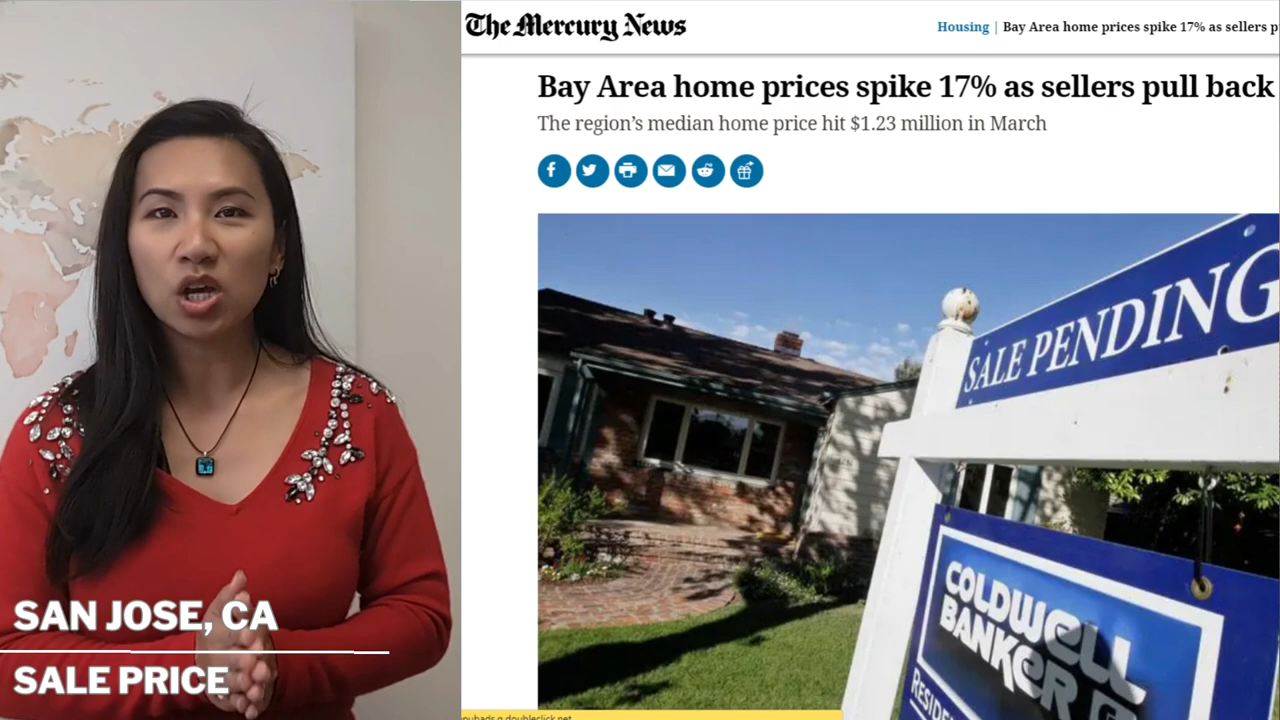 The Mercury News
Housing | Bay Area home prices spike 17% as sellers p
Bay Area home prices spike 17% as sellers pull back
The region's median home price hit $1.23 million in March
SALE PENDING
COLDWELL
BANKER
SAN JOSE, CA
SALE PRICE